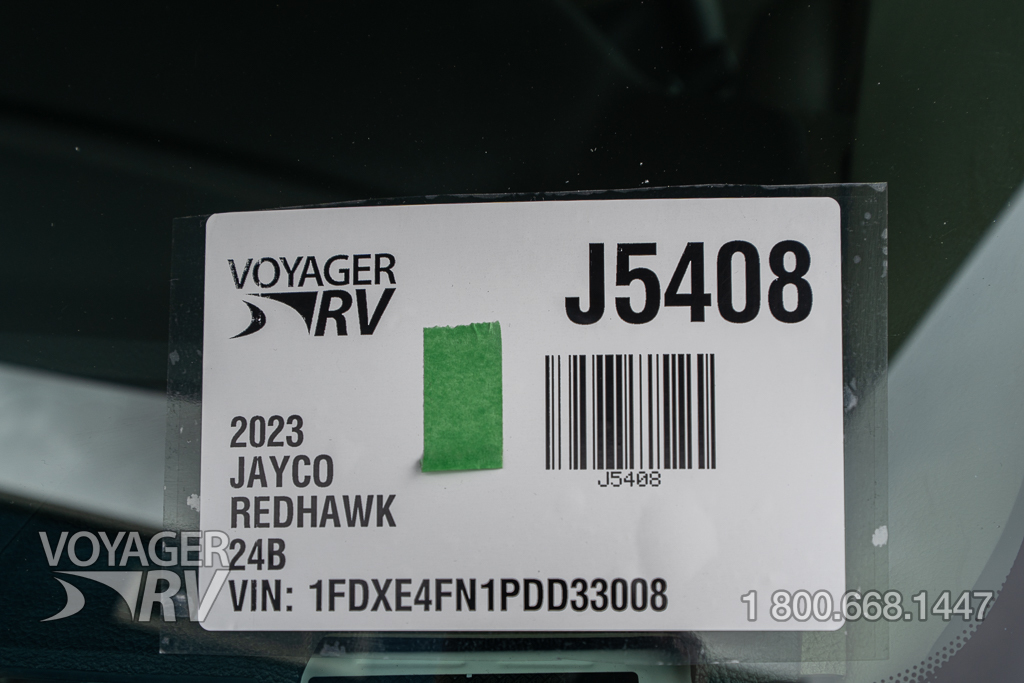 VOYAGER
RV
J5408
J5408
2023
JAYCO
REDHAWK
24B
VIN: 1FDXE4FN1PDD33008
VOYAGER
RV
1 800.668.1447